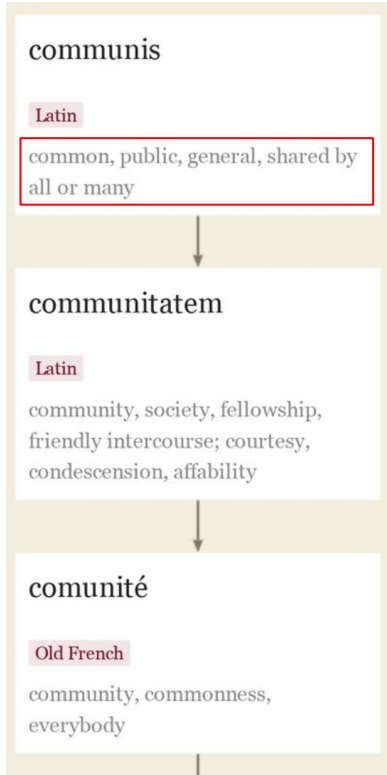 communis
Latin
common, public, general, shared by
all or many
communitatem
Latin
community, society, fellowship,
friendly intercourse; courtesy,
condescension, affability
comunité
Old French
community, commonness,
everybody